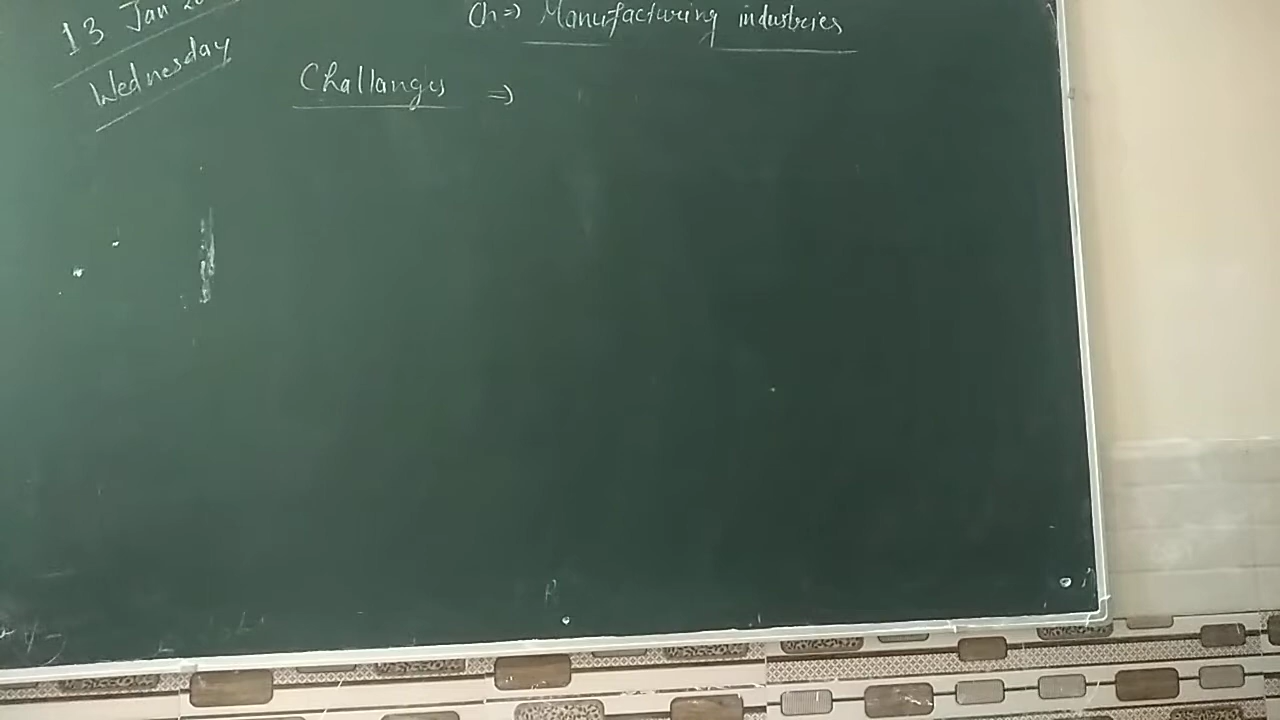 13 Jan
Wednesday
Ch => Manufacturing industries
Challanges =>